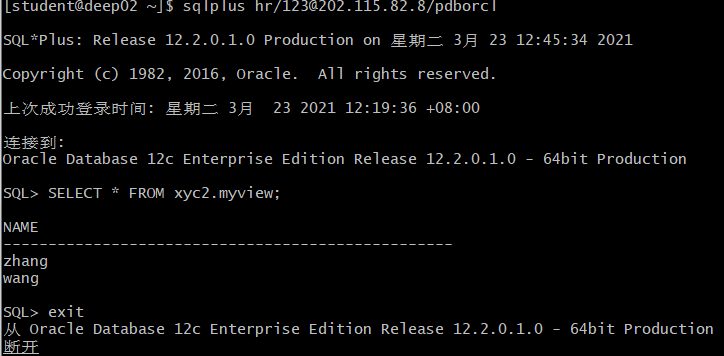 [student@deep02 ~]$ sqlplus hr/123@202.115.82.8/pdborcl
SQL*Plus: Release 12.2.0.1.0 Production on 星期二 3月 23 12:45:34 2021
Copyright (c) 1982, 2016, Oracle.  All rights reserved.
上次成功登录时间: 星期二 3月  23 2021 12:19:36 +08:00
连接到:
Oracle Database 12c Enterprise Edition Release 12.2.0.1.0 - 64bit Production
SQL> SELECT * FROM xyc2.myview;
NAME
--------------------------------------------------
zhang
wang
SQL> exit
从 Oracle Database 12c Enterprise Edition Release 12.2.0.1.0 - 64bit Production
断开